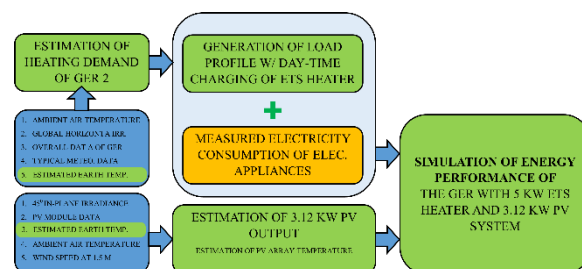 ESTIMATION OF
HEATING DEMAND
OF GER 2
GENERATION OF LOAD
PROFILE W/ DAY-TIME
CHARGING OF ETS HEATER
+
MEASURED ELECTRICITY
CONSUMPTION OF ELEC.
APPLIANCES
1. AMBIENT AIR TEMPERATURE
2. GLOBAL HORIZONTA IRR.
3. OVERALL DATA OF GER
4. TYPICAL METEO. DATA
5. ESTIMATED EARTH TEMP.
1. 45° IN-PLANE IRRADIANCE
2. PV MODULE DATA
3. ESTIMATED EARTH TEMP.
4. AMBIENT AIR TEMPERATURE
5. WIND SPEED AT 1.5 M
ESTIMATION OF 3.12 KW PV
OUTPUT
ESTIMATION OF PV ARRAY TEMPERATURE
SIMULATION OF ENERGY
PERFORMANCE OF
THE GER WITH 5 KW ETS
HEATER AND 3.12 KW PV
SYSTEM